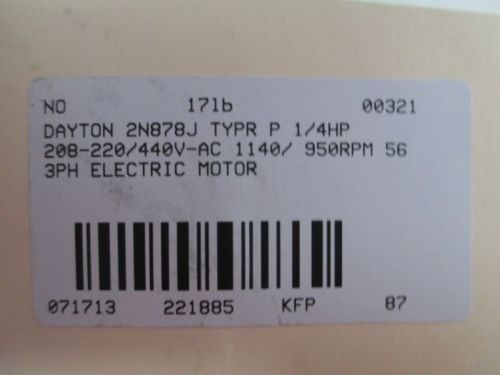 NO 17lb 00321
DAYTON 2N878J TYPR P 1/4HP
208-220/440V-AC 1140/ 950RPM 56
3PH ELECTRIC MOTOR
071713 221885 KFP 87